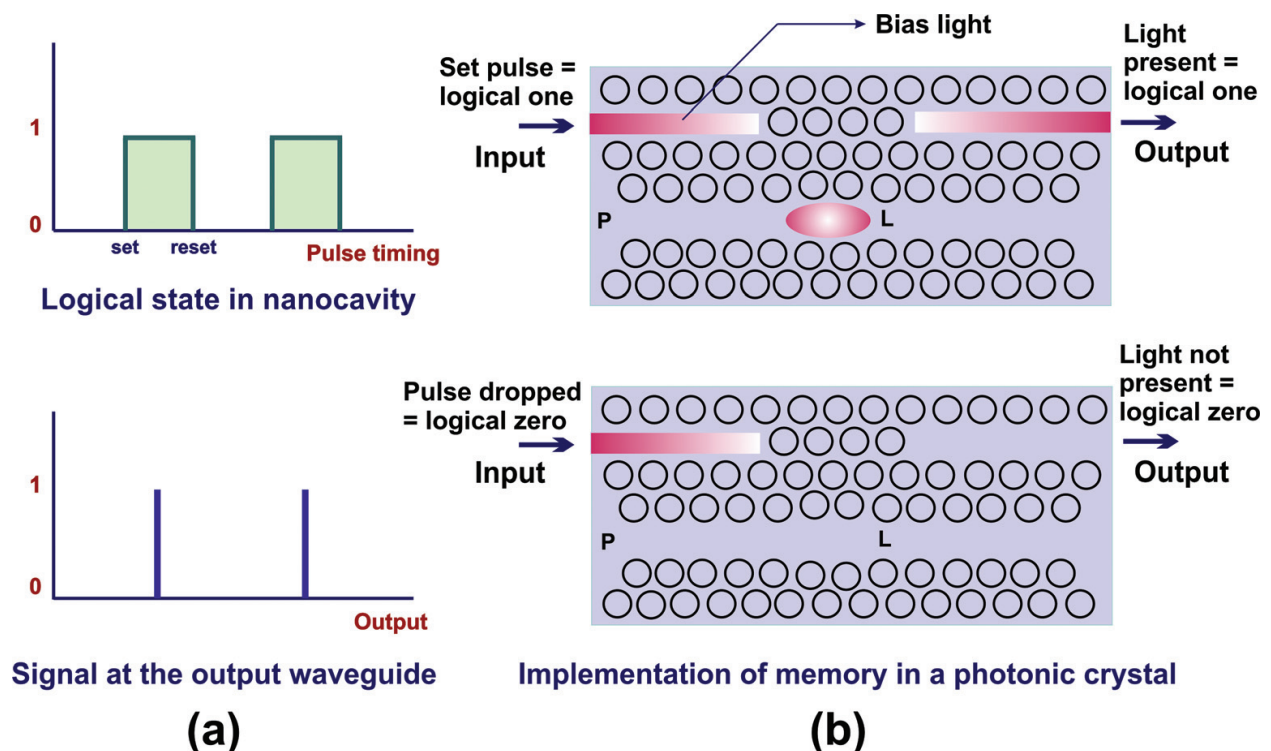 1
0
set
reset
Pulse timing
Logical state in nanocavity
1
0
Output
Signal at the output waveguide
(a)
Bias light
Set pulse =
logical one
Input
Light
present =
logical one
Output
P
L
Pulse dropped
= logical zero
Input
Light not
present =
logical zero
Output
P
L
Implementation of memory in a photonic crystal
(b)